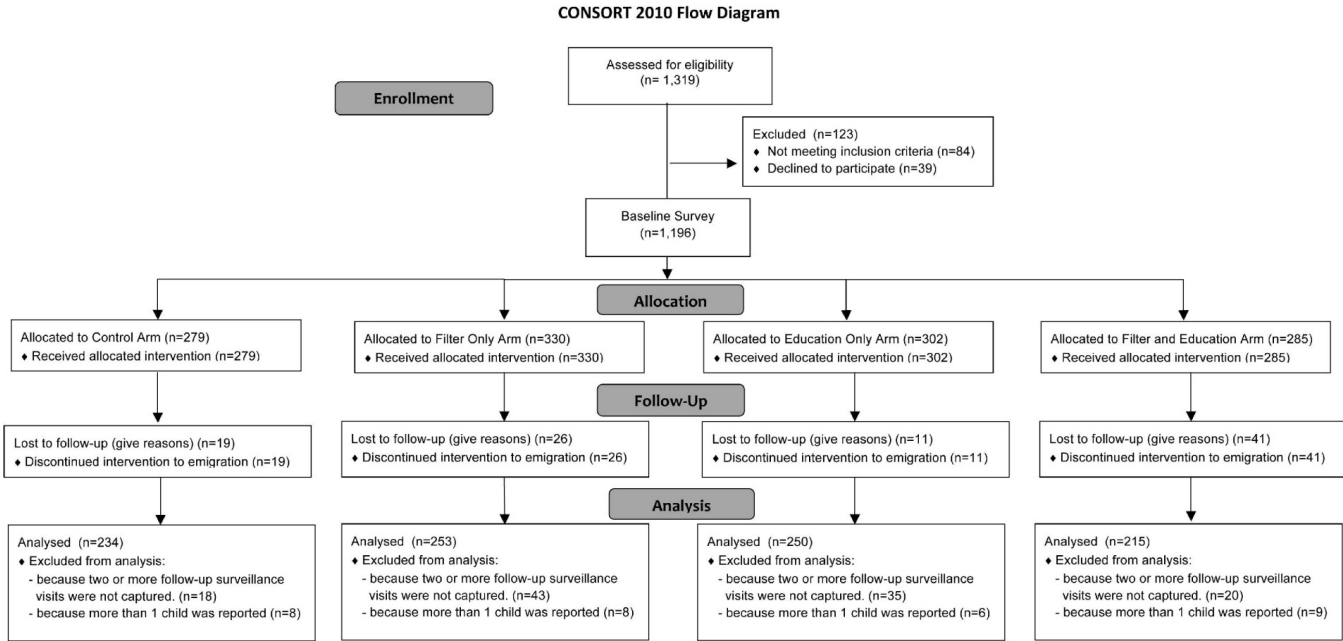 CONSORT 2010 Flow Diagram
Assessed for eligibility
(n= 1,319)
Enrollment
Excluded (n=123)
♦ Not meeting inclusion criteria (n=84)
♦ Declined to participate (n=39)
Baseline Survey
(n=1,196)
Allocation
Allocated to Control Arm (n=279)
♦ Received allocated intervention (n=279)
Allocated to Filter Only Arm (n=330)
♦ Received allocated intervention (n=330)
Allocated to Education Only Arm (n=302)
♦ Received allocated intervention (n=302)
Allocated to Filter and Education Arm (n=285)
♦ Received allocated intervention (n=285)
Follow-Up
Lost to follow-up (give reasons) (n=19)
♦ Discontinued intervention to emigration (n=19)
Lost to follow-up (give reasons) (n=26)
♦ Discontinued intervention to emigration (n=26)
Lost to follow-up (give reasons) (n=11)
♦ Discontinued intervention to emigration (n=11)
Lost to follow-up (give reasons) (n=41)
♦ Discontinued intervention to emigration (n=41)
Analysis
Analysed (n=234)
♦ Excluded from analysis:
- because two or more follow-up surveillance
visits were not captured. (n=18)
- because more than 1 child was reported (n=8)
Analysed (n=253)
♦ Excluded from analysis:
- because two or more follow-up surveillance
visits were not captured. (n=43)
- because more than 1 child was reported (n=8)
Analysed (n=250)
♦ Excluded from analysis:
- because two or more follow-up surveillance
visits were not captured. (n=35)
- because more than 1 child was reported (n=6)
Analysed (n=215)
♦ Excluded from analysis:
- because two or more follow-up surveillance
visits were not captured. (n=20)
- because more than 1 child was reported (n=9)